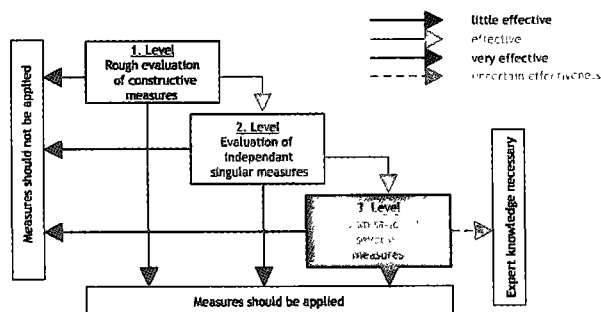 little effective
effective
very effective
uncertain effectiveness
1. Level
Rough evaluation
of constructive
measures
2. Level
Evaluation of
independant
singular measures
3 Level
measures
Measures should not be applied
Expert knowledge necessary
Measures should be applied